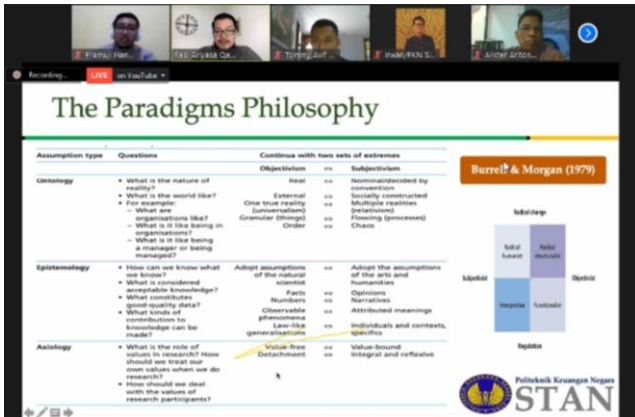 Recording...
LIVE on YouTube
The Paradigms Philosophy
Assumption type Questions Continua with two sets of extremes
Objectivism ⇔ Subjectivism
Ontology
• What is the nature of reality?
• What is the world like?
• For example:
– What are organisations like?
– What is it like being in organisations?
– What is it like being a manager or being managed?
Real ⇔ Nominal/decided by convention
External ⇔ Socially constructed
One true reality (universalism) ⇔ Multiple realities (relativism)
Granular (things) ⇔ Flowing (processes)
Order ⇔ Chaos
Epistemology
• How can we know what we know?
• What is considered acceptable knowledge?
• What constitutes good-quality data?
• What kinds of contribution to knowledge can be made?
Adopt assumptions of the natural scientist ⇔ Adopt the assumptions of the arts and humanities
Facts ⇔ Opinions
Numbers ⇔ Narratives
Observable phenomena ⇔ Attributed meanings
Law-like generalisations ⇔ Individuals and contexts, specifics
Axiology
• What is the role of values in research? How should we treat our own values when we do research?
• How should we deal with the values of research participants?
Value-free ⇔ Value-bound
Detachment ⇔ Integral and reflexive
Burrell & Morgan (1979)
Radical change
Radical humanist
Radical structuralist
Subjectivist
Objectivist
Interpretive
Functionalist
Regulation
Politeknik Keuangan Negara
STAN